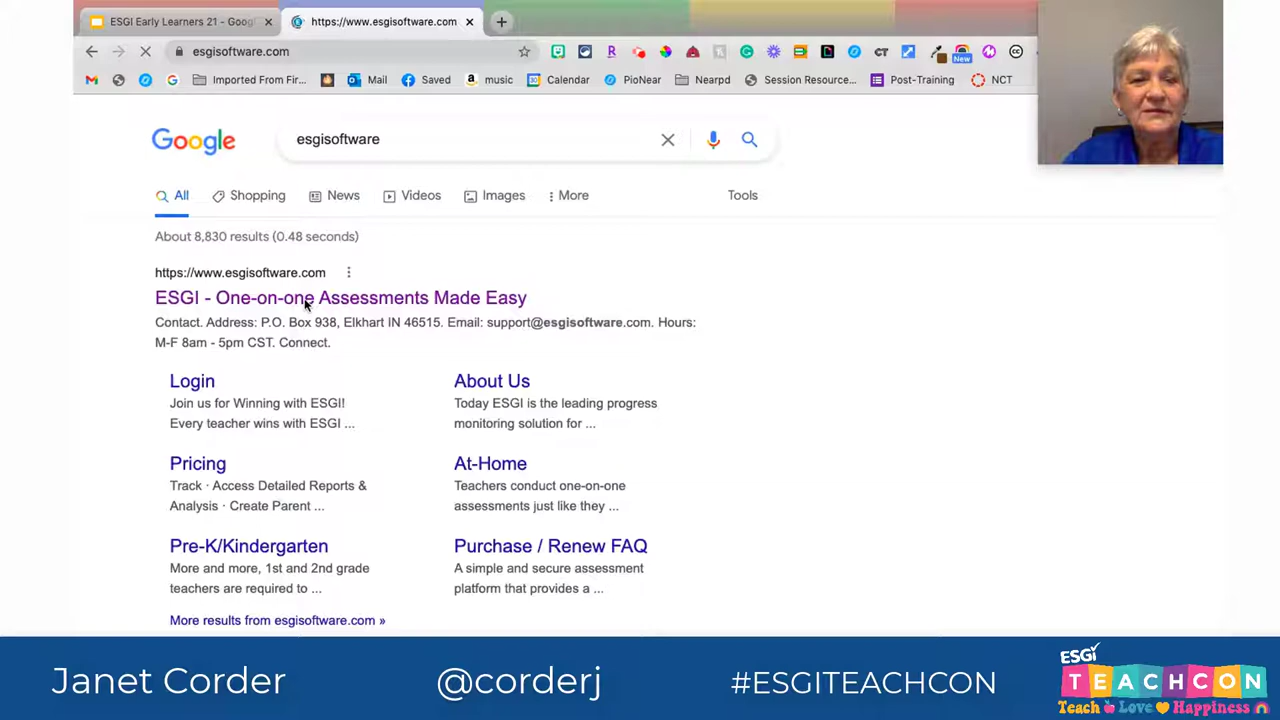 ESGI Early Learners 21 - Googl
https://www.esgisoftware.com
esgisoftware.com
New
Imported From Fir...
Mail
Saved
music
Calendar
PioNear
Nearpd
Session Resource...
Post-Training
NCT
Google
esgisoftware
All
Shopping
News
Videos
Images
More
Tools
About 8,830 results (0.48 seconds)
https://www.esgisoftware.com
ESGI - One-on-one Assessments Made Easy
Contact. Address: P.O. Box 938, Elkhart IN 46515. Email: support@esgisoftware.com. Hours:
M-F 8am - 5pm CST. Connect.
Login
Join us for Winning with ESGI!
Every teacher wins with ESGI ...
About Us
Today ESGI is the leading progress
monitoring solution for ...
Pricing
Track · Access Detailed Reports &
Analysis · Create Parent ...
At-Home
Teachers conduct one-on-one
assessments just like they ...
Pre-K/Kindergarten
More and more, 1st and 2nd grade
teachers are required to ...
Purchase / Renew FAQ
A simple and secure assessment
platform that provides a ...
More results from esgisoftware.com »
Janet Corder
@corderj
#ESGITEACHCON
ESGI
TEACHCON
Teach Love Happiness